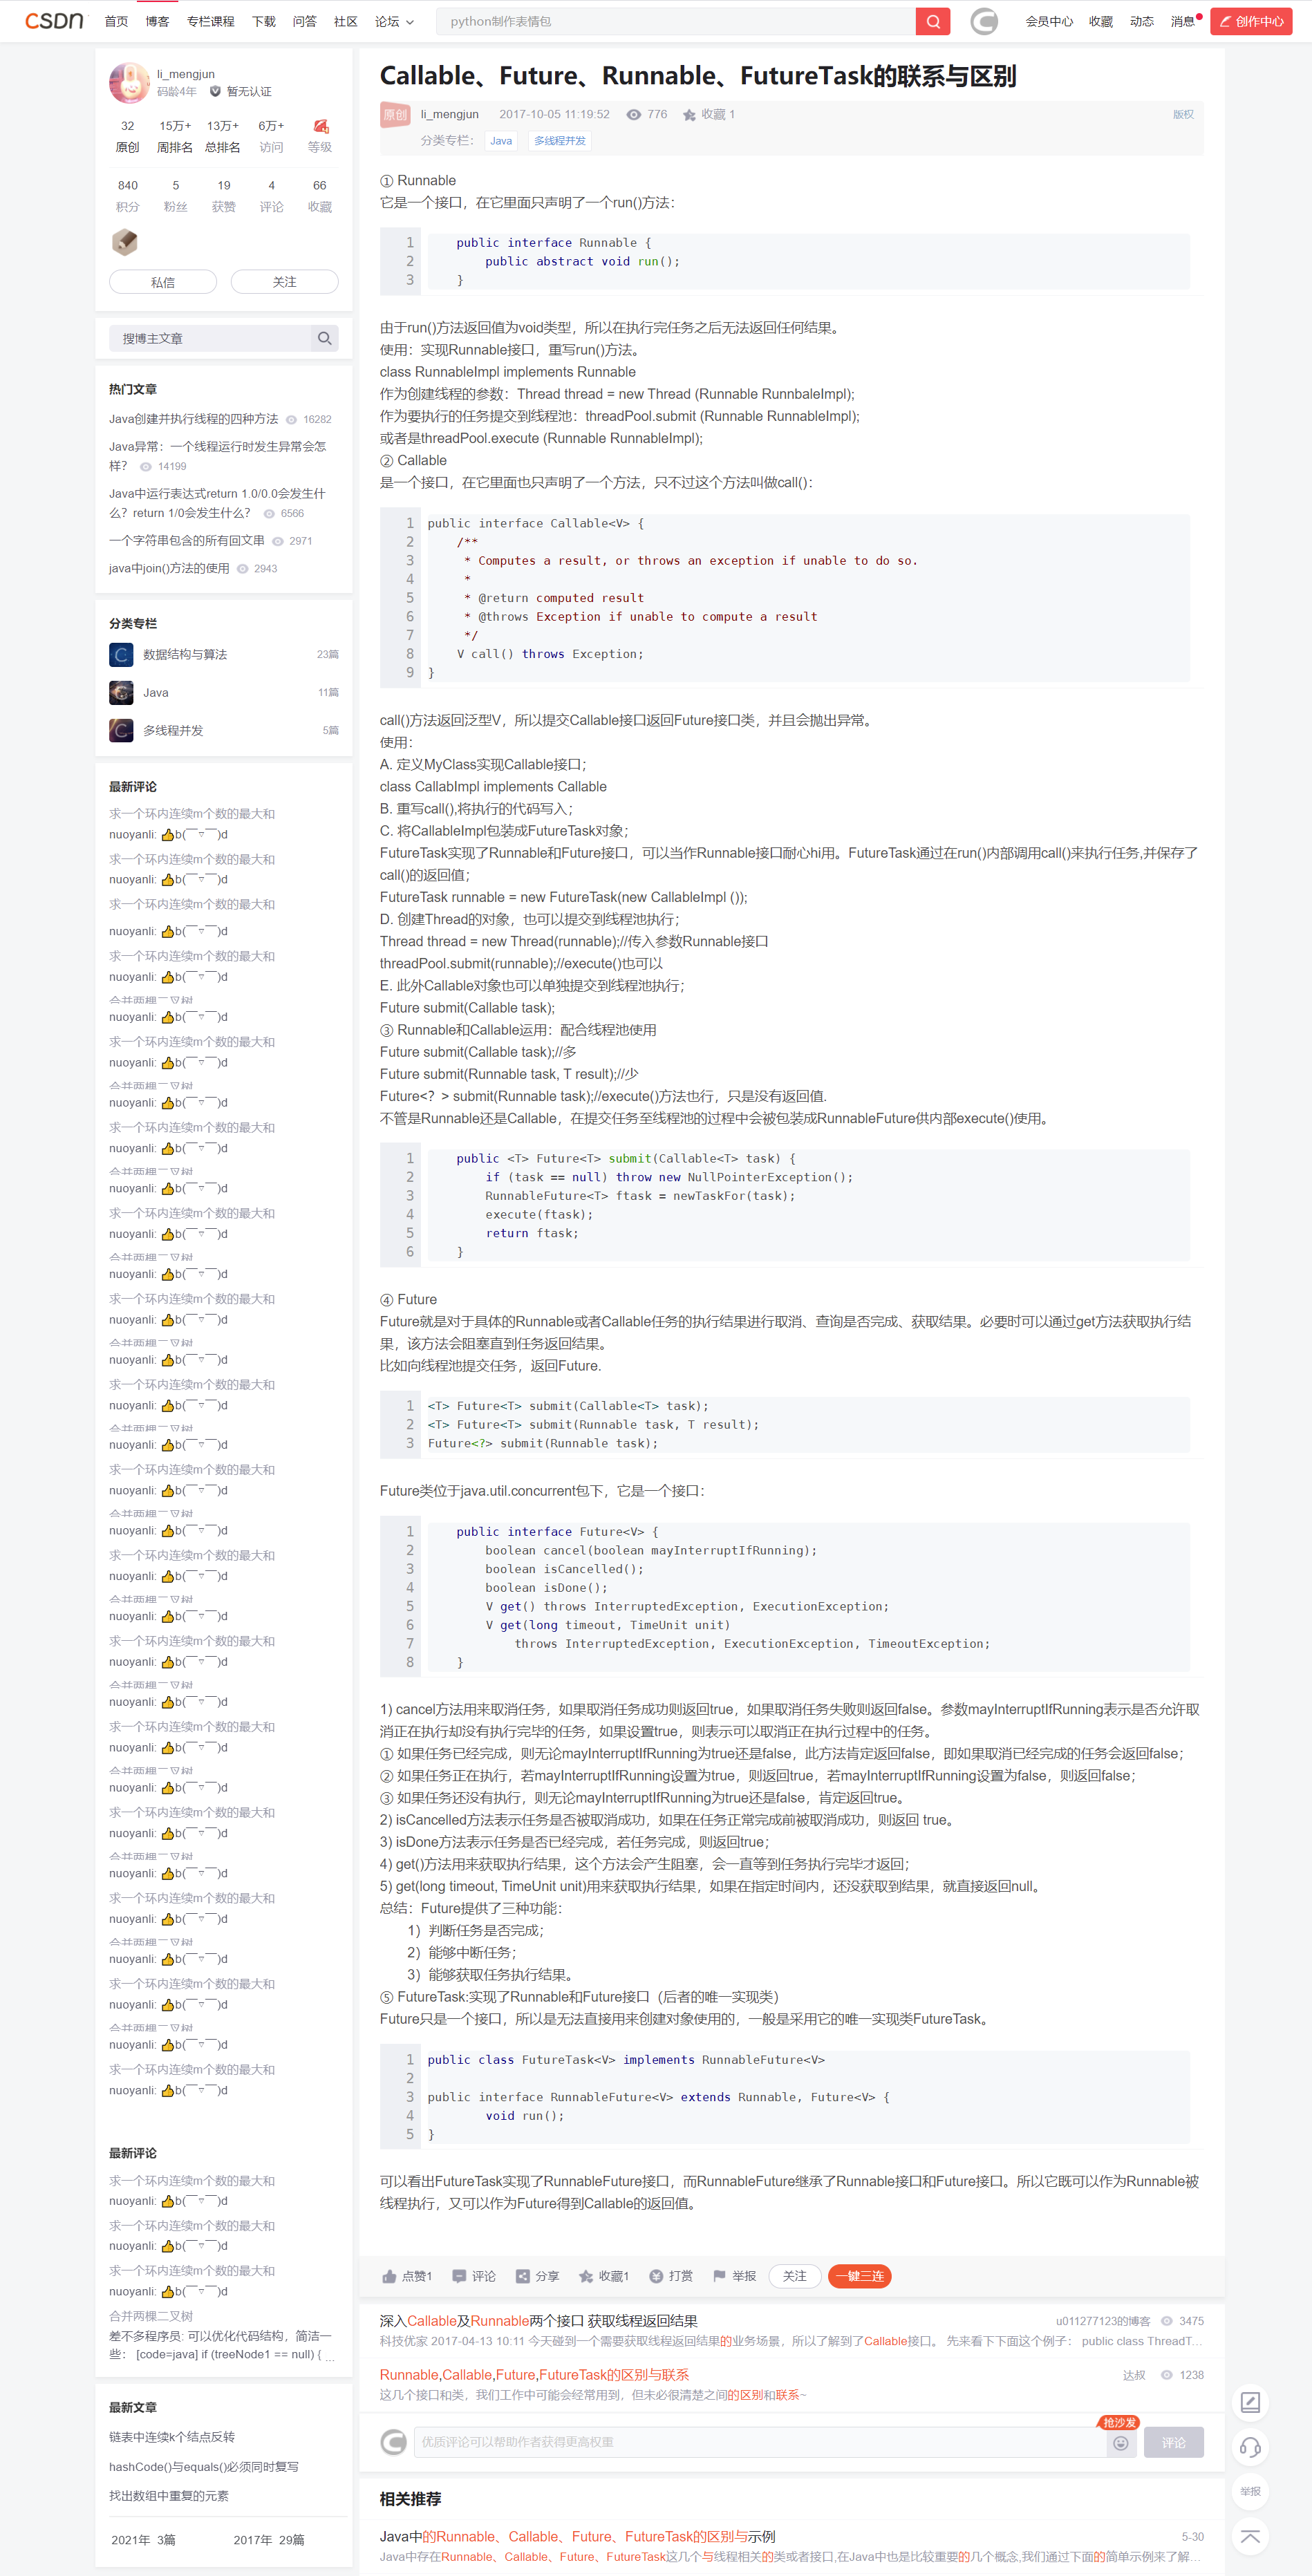 CSDN 首页 博客 专栏课程 下载 问答 社区 论坛 python制作表情包 会员中心 收藏 动态 消息 创作中心
li_mengjun
码龄4年 暂无认证
32 15万+ 13万+ 6万+
原创 周排名 总排名 访问 等级
840 5 19 4 66
积分 粉丝 获赞 评论 收藏
私信 关注
搜博主文章
热门文章
Java创建并执行线程的四种方法 16282
Java异常：一个线程运行时发生异常会怎
样？ 14199
Java中运行表达式return 1.0/0.0会发生什
么？return 1/0会发生什么？ 6566
一个字符串包含的所有回文串 2971
java中join()方法的使用 2943
分类专栏
数据结构与算法 23篇
Java 11篇
多线程并发 5篇
最新评论
求一个环内连续m个数的最大和
nuoyanli: 👍b(￣▽￣)d
求一个环内连续m个数的最大和
nuoyanli: 👍b(￣▽￣)d
求一个环内连续m个数的最大和
nuoyanli: 👍b(￣▽￣)d
求一个环内连续m个数的最大和
nuoyanli: 👍b(￣▽￣)d
合并两棵二叉树
nuoyanli: 👍b(￣▽￣)d
求一个环内连续m个数的最大和
nuoyanli: 👍b(￣▽￣)d
合并两棵二叉树
nuoyanli: 👍b(￣▽￣)d
求一个环内连续m个数的最大和
nuoyanli: 👍b(￣▽￣)d
合并两棵二叉树
nuoyanli: 👍b(￣▽￣)d
求一个环内连续m个数的最大和
nuoyanli: 👍b(￣▽￣)d
合并两棵二叉树
nuoyanli: 👍b(￣▽￣)d
求一个环内连续m个数的最大和
nuoyanli: 👍b(￣▽￣)d
合并两棵二叉树
nuoyanli: 👍b(￣▽￣)d
求一个环内连续m个数的最大和
nuoyanli: 👍b(￣▽￣)d
合并两棵二叉树
nuoyanli: 👍b(￣▽￣)d
求一个环内连续m个数的最大和
nuoyanli: 👍b(￣▽￣)d
合并两棵二叉树
nuoyanli: 👍b(￣▽￣)d
求一个环内连续m个数的最大和
nuoyanli: 👍b(￣▽￣)d
合并两棵二叉树
nuoyanli: 👍b(￣▽￣)d
求一个环内连续m个数的最大和
nuoyanli: 👍b(￣▽￣)d
合并两棵二叉树
nuoyanli: 👍b(￣▽￣)d
求一个环内连续m个数的最大和
nuoyanli: 👍b(￣▽￣)d
合并两棵二叉树
nuoyanli: 👍b(￣▽￣)d
求一个环内连续m个数的最大和
nuoyanli: 👍b(￣▽￣)d
合并两棵二叉树
nuoyanli: 👍b(￣▽￣)d
求一个环内连续m个数的最大和
nuoyanli: 👍b(￣▽￣)d
合并两棵二叉树
nuoyanli: 👍b(￣▽￣)d
求一个环内连续m个数的最大和
nuoyanli: 👍b(￣▽￣)d
合并两棵二叉树
nuoyanli: 👍b(￣▽￣)d
求一个环内连续m个数的最大和
nuoyanli: 👍b(￣▽￣)d
最新评论
求一个环内连续m个数的最大和
nuoyanli: 👍b(￣▽￣)d
求一个环内连续m个数的最大和
nuoyanli: 👍b(￣▽￣)d
求一个环内连续m个数的最大和
nuoyanli: 👍b(￣▽￣)d
合并两棵二叉树
差不多程序员: 可以优化代码结构，简洁一
些： [code=java] if (treeNode1 == null) { ...
最新文章
链表中连续k个结点反转
hashCode()与equals()必须同时复写
找出数组中重复的元素
2021年 3篇 2017年 29篇
Callable、Future、Runnable、FutureTask的联系与区别
原创 li_mengjun 2017-10-05 11:19:52 776 收藏 1 版权
分类专栏： Java 多线程并发
① Runnable
它是一个接口，在它里面只声明了一个run()方法：
1 public interface Runnable {
2 public abstract void run();
3 }
由于run()方法返回值为void类型，所以在执行完任务之后无法返回任何结果。
使用：实现Runnable接口，重写run()方法。
class RunnableImpl implements Runnable
作为创建线程的参数：Thread thread = new Thread (Runnable RunnbaleImpl);
作为要执行的任务提交到线程池：threadPool.submit (Runnable RunnableImpl);
或者是threadPool.execute (Runnable RunnableImpl);
② Callable
是一个接口，在它里面也只声明了一个方法，只不过这个方法叫做call()：
1 public interface Callable<V> {
2 /**
3 * Computes a result, or throws an exception if unable to do so.
4 *
5 * @return computed result
6 * @throws Exception if unable to compute a result
7 */
8 V call() throws Exception;
9 }
call()方法返回泛型V，所以提交Callable接口返回Future接口类，并且会抛出异常。
使用：
A. 定义MyClass实现Callable接口；
class CallabImpl implements Callable
B. 重写call(),将执行的代码写入；
C. 将CallableImpl包装成FutureTask对象；
FutureTask实现了Runnable和Future接口，可以当作Runnable接口耐心hi用。FutureTask通过在run()内部调用call()来执行任务,并保存了
call()的返回值；
FutureTask runnable = new FutureTask(new CallableImpl ());
D. 创建Thread的对象，也可以提交到线程池执行；
Thread thread = new Thread(runnable);//传入参数Runnable接口
threadPool.submit(runnable);//execute()也可以
E. 此外Callable对象也可以单独提交到线程池执行；
Future submit(Callable task);
③ Runnable和Callable运用：配合线程池使用
Future submit(Callable task);//多
Future submit(Runnable task, T result);//少
Future<？> submit(Runnable task);//execute()方法也行，只是没有返回值.
不管是Runnable还是Callable，在提交任务至线程池的过程中会被包装成RunnableFuture供内部execute()使用。
1 public <T> Future<T> submit(Callable<T> task) {
2 if (task == null) throw new NullPointerException();
3 RunnableFuture<T> ftask = newTaskFor(task);
4 execute(ftask);
5 return ftask;
6 }
④ Future
Future就是对于具体的Runnable或者Callable任务的执行结果进行取消、查询是否完成、获取结果。必要时可以通过get方法获取执行结
果，该方法会阻塞直到任务返回结果。
比如向线程池提交任务，返回Future.
1 <T> Future<T> submit(Callable<T> task);
2 <T> Future<T> submit(Runnable task, T result);
3 Future<?> submit(Runnable task);
Future类位于java.util.concurrent包下，它是一个接口：
1 public interface Future<V> {
2 boolean cancel(boolean mayInterruptIfRunning);
3 boolean isCancelled();
4 boolean isDone();
5 V get() throws InterruptedException, ExecutionException;
6 V get(long timeout, TimeUnit unit)
7 throws InterruptedException, ExecutionException, TimeoutException;
8 }
1) cancel方法用来取消任务，如果取消任务成功则返回true，如果取消任务失败则返回false。参数mayInterruptIfRunning表示是否允许取
消正在执行却没有执行完毕的任务，如果设置true，则表示可以取消正在执行过程中的任务。
① 如果任务已经完成，则无论mayInterruptIfRunning为true还是false，此方法肯定返回false，即如果取消已经完成的任务会返回false；
② 如果任务正在执行，若mayInterruptIfRunning设置为true，则返回true，若mayInterruptIfRunning设置为false，则返回false；
③ 如果任务还没有执行，则无论mayInterruptIfRunning为true还是false，肯定返回true。
2) isCancelled方法表示任务是否被取消成功，如果在任务正常完成前被取消成功，则返回 true。
3) isDone方法表示任务是否已经完成，若任务完成，则返回true；
4) get()方法用来获取执行结果，这个方法会产生阻塞，会一直等到任务执行完毕才返回；
5) get(long timeout, TimeUnit unit)用来获取执行结果，如果在指定时间内，还没获取到结果，就直接返回null。
总结：Future提供了三种功能：
1）判断任务是否完成；
2）能够中断任务；
3）能够获取任务执行结果。
⑤ FutureTask:实现了Runnable和Future接口（后者的唯一实现类）
Future只是一个接口，所以是无法直接用来创建对象使用的，一般是采用它的唯一实现类FutureTask。
1 public class FutureTask<V> implements RunnableFuture<V>
2
3 public interface RunnableFuture<V> extends Runnable, Future<V> {
4 void run();
5 }
可以看出FutureTask实现了RunnableFuture接口，而RunnableFuture继承了Runnable接口和Future接口。所以它既可以作为Runnable被
线程执行，又可以作为Future得到Callable的返回值。
点赞1 评论 分享 收藏1 打赏 举报 关注 一键三连
深入Callable及Runnable两个接口 获取线程返回结果 u011277123的博客 3475
科技优家 2017-04-13 10:11 今天碰到一个需要获取线程返回结果的业务场景，所以了解到了Callable接口。 先来看下下面这个例子： public class ThreadT...
Runnable,Callable,Future,FutureTask的区别与联系 达叔 1238
这几个接口和类，我们工作中可能会经常用到，但未必很清楚之间的区别和联系~
抢沙发
优质评论可以帮助作者获得更高权重 评论
相关推荐
Java中的Runnable、Callable、Future、FutureTask的区别与示例 5-30
Java中存在Runnable、Callable、Future、FutureTask这几个与线程相关的类或者接口,在Java中也是比较重要的几个概念,我们通过下面的简单示例来了解...
举报